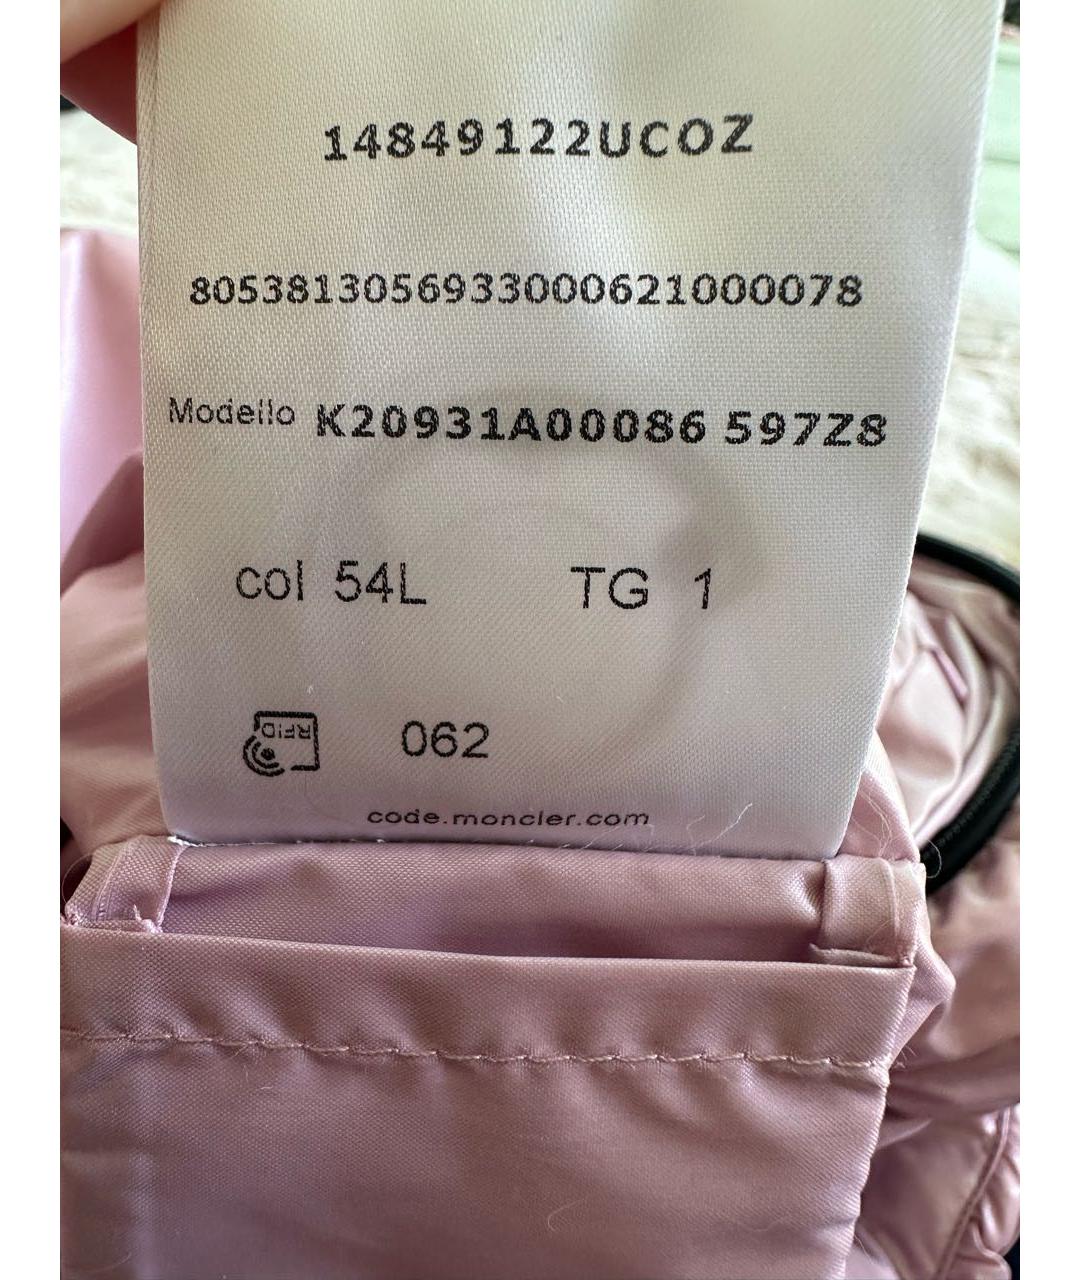 14849122UCOZ
8053813056933000621000078
Modello K20931A00086 597Z8
col 54L TG 1
RFID
062
code.moncler.com